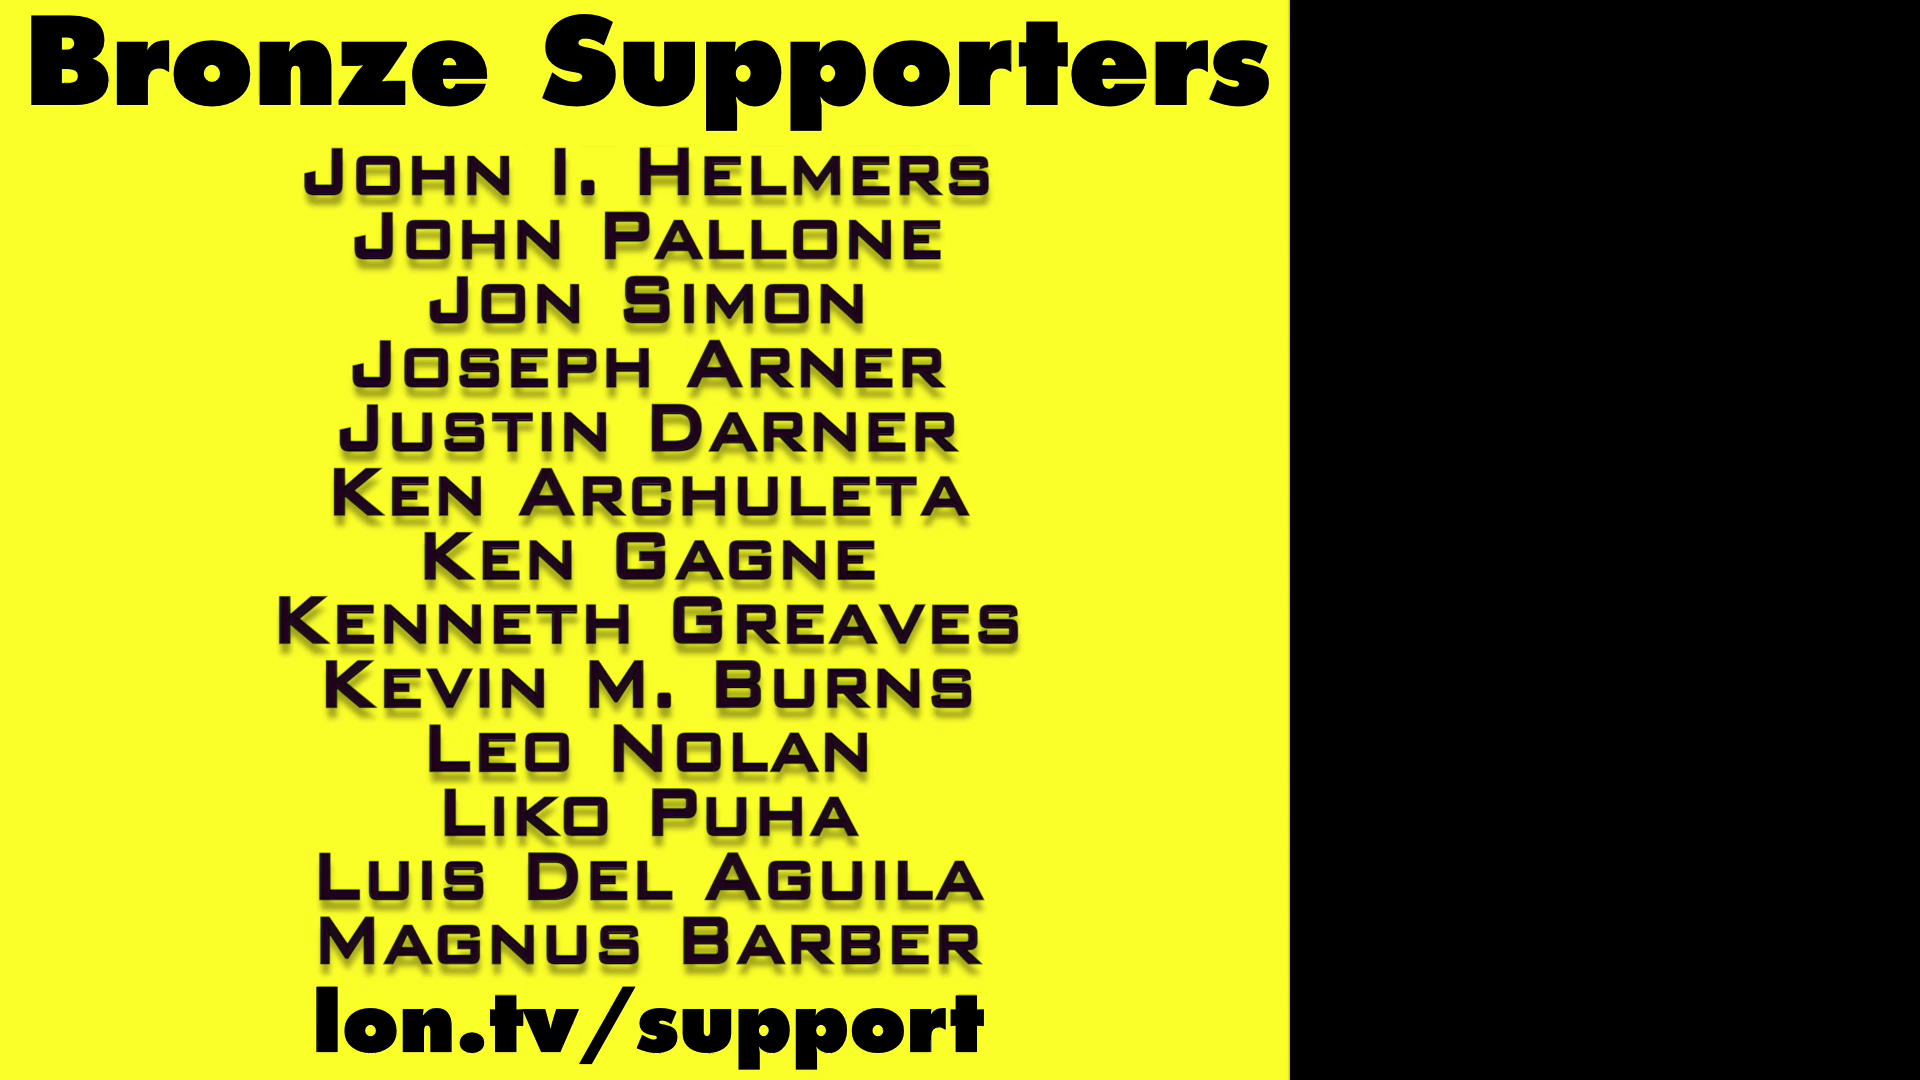 Bronze Supporters
John I. Helmers
John Pallone
Jon Simon
Joseph Arner
Justin Darner
Ken Archuleta
Ken Gagne
Kenneth Greaves
Kevin M. Burns
Leo Nolan
Liko Puha
Luis Del Aguila
Magnus Barber
lon.tv/support